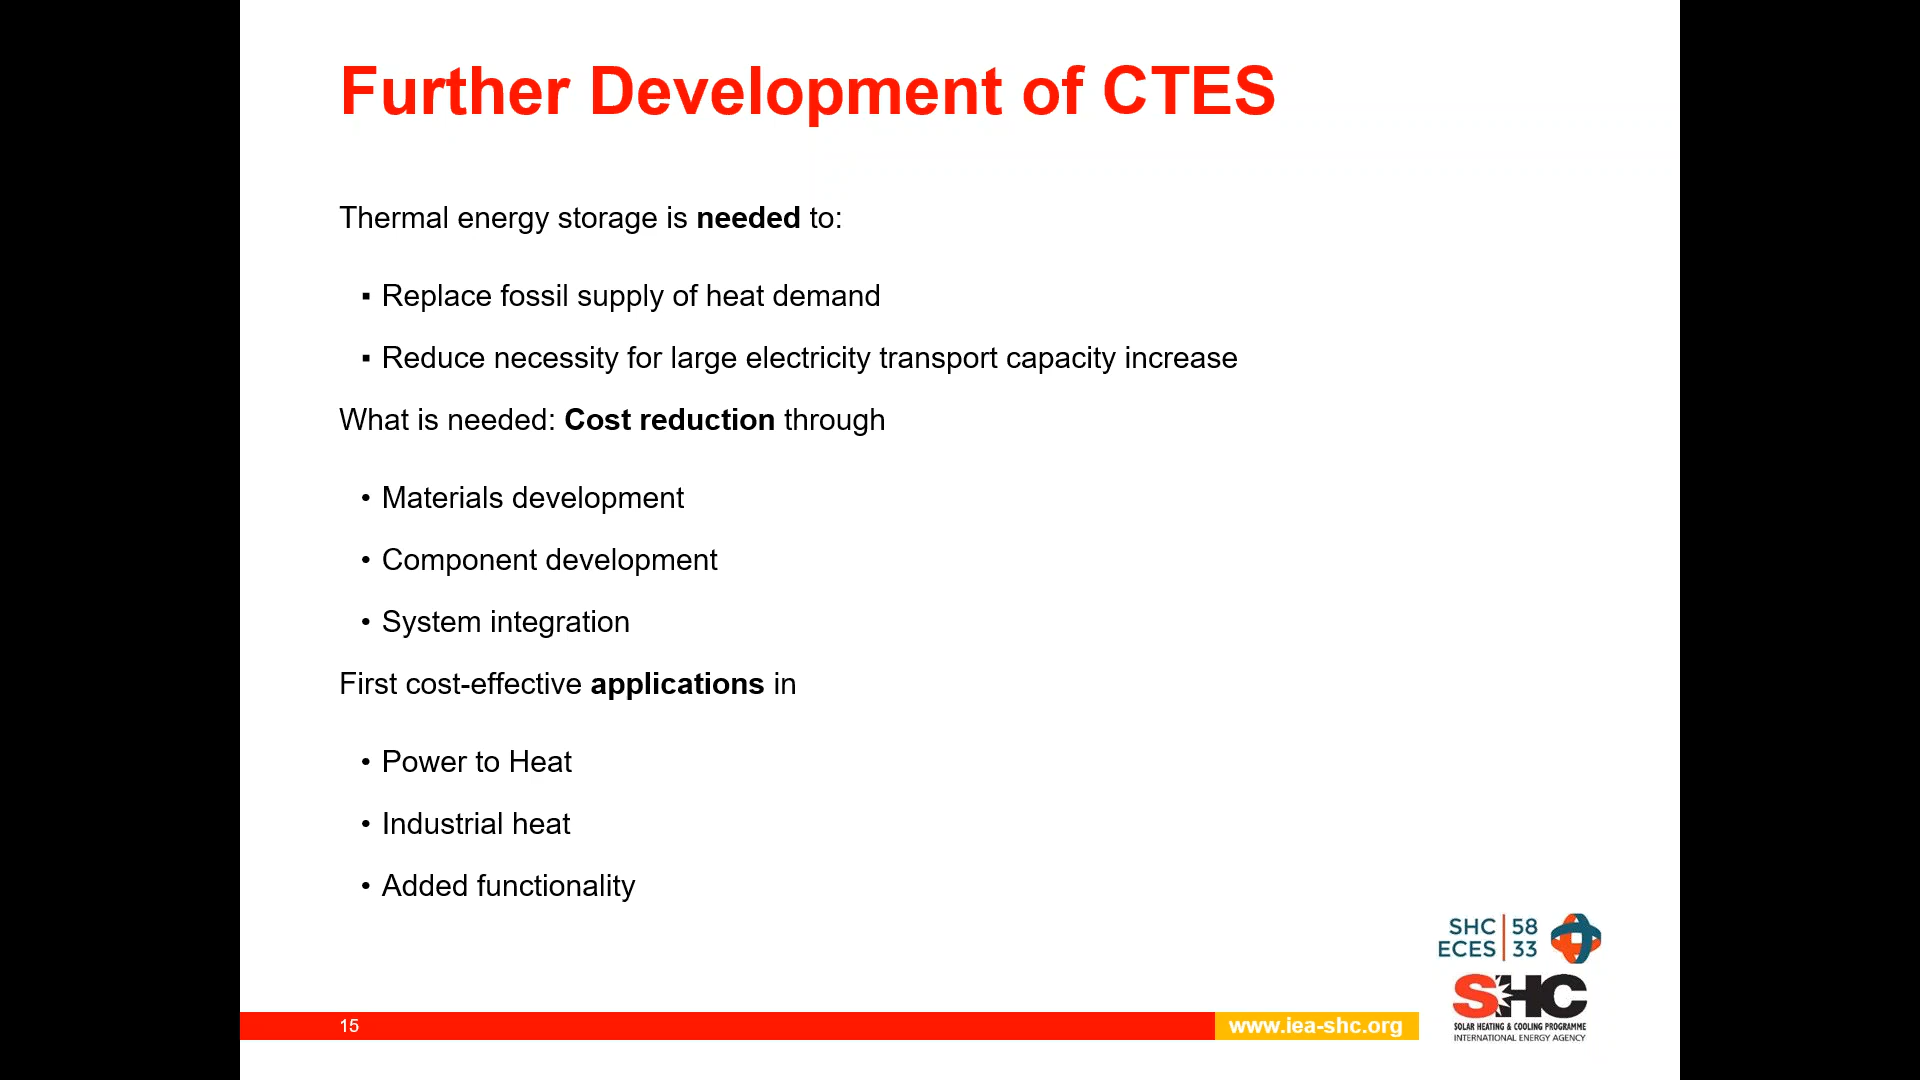 Further Development of CTES
Thermal energy storage is needed to:
▪ Replace fossil supply of heat demand
▪ Reduce necessity for large electricity transport capacity increase
What is needed: Cost reduction through
• Materials development
• Component development
• System integration
First cost-effective applications in
• Power to Heat
• Industrial heat
• Added functionality
SHC 58
ECES 33
SHC
SOLAR HEATING & COOLING PROGRAMME
INTERNATIONAL ENERGY AGENCY
15
www.iea-shc.org